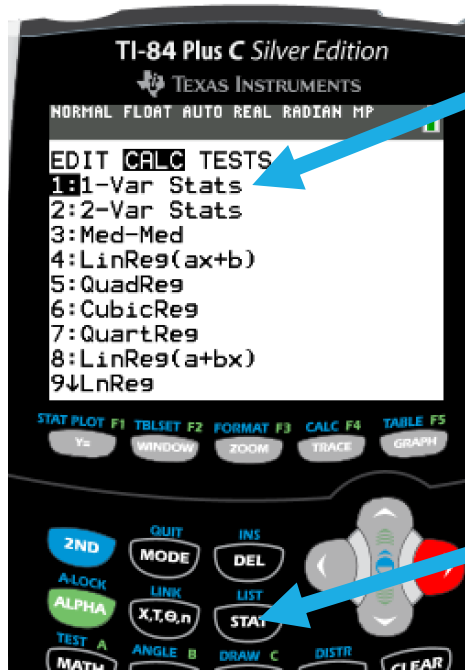 TI-84 Plus C Silver Edition
TEXAS INSTRUMENTS
NORMAL FLOAT AUTO REAL RADIAN MP
EDIT CALC TESTS
1:1-Var Stats
2:2-Var Stats
3:Med-Med
4:LinReg(ax+b)
5:QuadReg
6:CubicReg
7:QuartReg
8:LinReg(a+bx)
9↓LnReg
STAT PLOT F1 TBLSET F2 FORMAT F3 CALC F4 TABLE F5
Y= WINDOW ZOOM TRACE GRAPH
QUIT INS
2ND MODE DEL
A-LOCK LINK LIST
ALPHA X,T,Θ,n STAT
TEST A ANGLE B DRAW C DISTR
MATH CLEAR